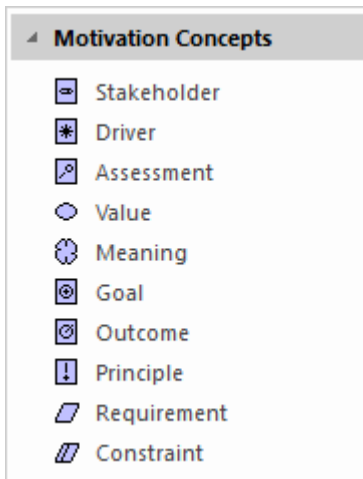 Motivation Concepts
Stakeholder
Driver
Assessment
Value
Meaning
Goal
Outcome
Principle
Requirement
Constraint